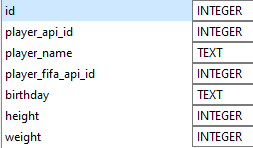 id INTEGER
player_api_id INTEGER
player_name TEXT
player_fifa_api_id INTEGER
birthday TEXT
height INTEGER
weight INTEGER